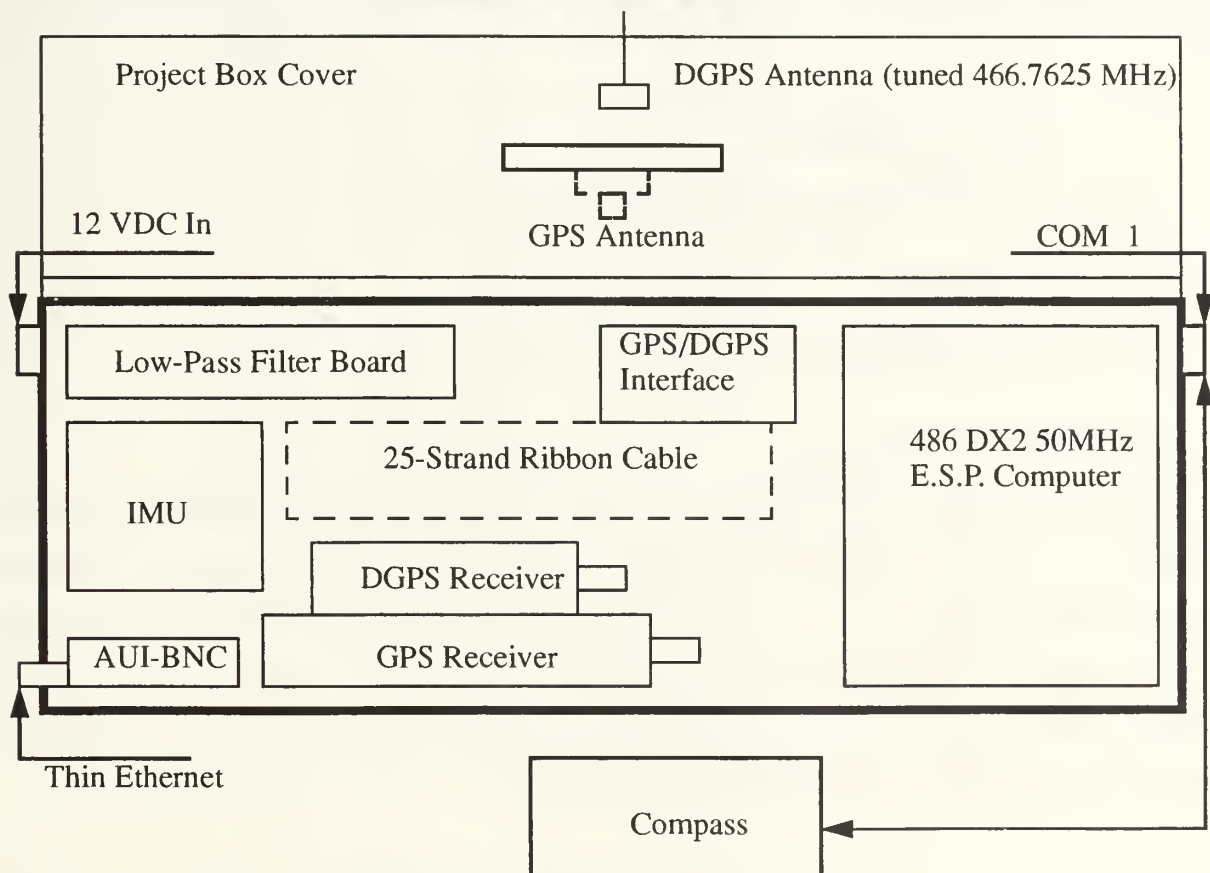 Project Box Cover
DGPS Antenna (tuned 466.7625 MHz)
12 VDC In
GPS Antenna
COM 1
Low-Pass Filter Board
GPS/DGPS
Interface
486 DX2 50MHz
E.S.P. Computer
25-Strand Ribbon Cable
IMU
DGPS Receiver
AUI-BNC
GPS Receiver
Thin Ethernet
Compass